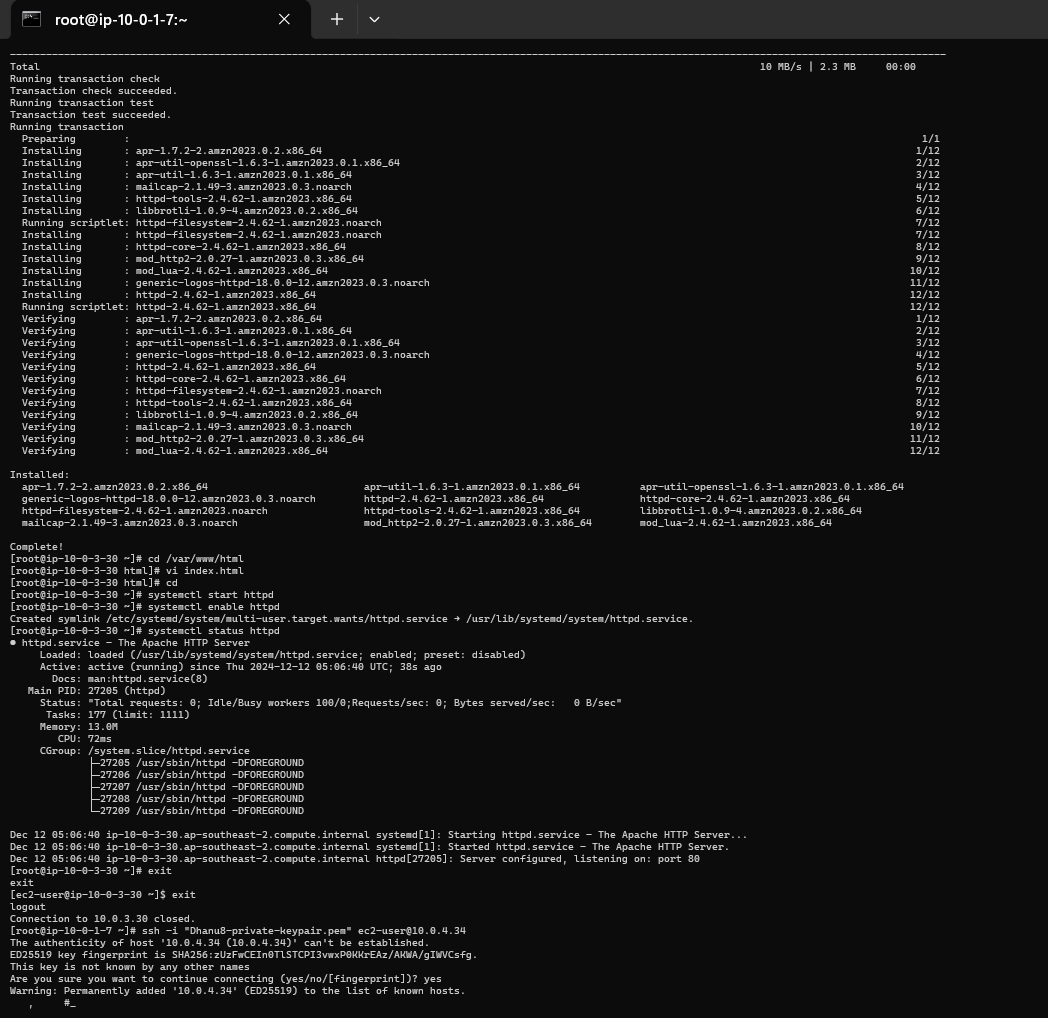 root@ip-10-0-1-7:~
Total 10 MB/s | 2.3 MB 00:00
Running transaction check
Transaction check succeeded.
Running transaction test
Transaction test succeeded.
Running transaction
Preparing : 1/1
Installing : apr-1.7.2-2.amzn2023.0.2.x86_64 1/12
Installing : apr-util-openssl-1.6.3-1.amzn2023.0.1.x86_64 2/12
Installing : apr-util-1.6.3-1.amzn2023.0.1.x86_64 3/12
Installing : mailcap-2.1.49-3.amzn2023.0.3.noarch 4/12
Installing : httpd-tools-2.4.62-1.amzn2023.x86_64 5/12
Installing : libbrotli-1.0.9-4.amzn2023.0.2.x86_64 6/12
Running scriptlet: httpd-filesystem-2.4.62-1.amzn2023.noarch 7/12
Installing : httpd-filesystem-2.4.62-1.amzn2023.noarch 7/12
Installing : httpd-core-2.4.62-1.amzn2023.x86_64 8/12
Installing : mod_http2-2.0.27-1.amzn2023.0.3.x86_64 9/12
Installing : mod_lua-2.4.62-1.amzn2023.x86_64 10/12
Installing : generic-logos-httpd-18.0.0-12.amzn2023.0.3.noarch 11/12
Installing : httpd-2.4.62-1.amzn2023.x86_64 12/12
Running scriptlet: httpd-2.4.62-1.amzn2023.x86_64 12/12
Verifying : apr-1.7.2-2.amzn2023.0.2.x86_64 1/12
Verifying : apr-util-1.6.3-1.amzn2023.0.1.x86_64 2/12
Verifying : apr-util-openssl-1.6.3-1.amzn2023.0.1.x86_64 3/12
Verifying : generic-logos-httpd-18.0.0-12.amzn2023.0.3.noarch 4/12
Verifying : httpd-2.4.62-1.amzn2023.x86_64 5/12
Verifying : httpd-core-2.4.62-1.amzn2023.x86_64 6/12
Verifying : httpd-filesystem-2.4.62-1.amzn2023.noarch 7/12
Verifying : httpd-tools-2.4.62-1.amzn2023.x86_64 8/12
Verifying : libbrotli-1.0.9-4.amzn2023.0.2.x86_64 9/12
Verifying : mailcap-2.1.49-3.amzn2023.0.3.noarch 10/12
Verifying : mod_http2-2.0.27-1.amzn2023.0.3.x86_64 11/12
Verifying : mod_lua-2.4.62-1.amzn2023.x86_64 12/12
Installed:
apr-1.7.2-2.amzn2023.0.2.x86_64 apr-util-1.6.3-1.amzn2023.0.1.x86_64 apr-util-openssl-1.6.3-1.amzn2023.0.1.x86_64
generic-logos-httpd-18.0.0-12.amzn2023.0.3.noarch httpd-2.4.62-1.amzn2023.x86_64 httpd-core-2.4.62-1.amzn2023.x86_64
httpd-filesystem-2.4.62-1.amzn2023.noarch httpd-tools-2.4.62-1.amzn2023.x86_64 libbrotli-1.0.9-4.amzn2023.0.2.x86_64
mailcap-2.1.49-3.amzn2023.0.3.noarch mod_http2-2.0.27-1.amzn2023.0.3.x86_64 mod_lua-2.4.62-1.amzn2023.x86_64
Complete!
[root@ip-10-0-3-30 ~]# cd /var/www/html
[root@ip-10-0-3-30 html]# vi index.html
[root@ip-10-0-3-30 html]# cd
[root@ip-10-0-3-30 ~]# systemctl start httpd
[root@ip-10-0-3-30 ~]# systemctl enable httpd
Created symlink /etc/systemd/system/multi-user.target.wants/httpd.service → /usr/lib/systemd/system/httpd.service.
[root@ip-10-0-3-30 ~]# systemctl status httpd
● httpd.service - The Apache HTTP Server
Loaded: loaded (/usr/lib/systemd/system/httpd.service; enabled; preset: disabled)
Active: active (running) since Thu 2024-12-12 05:06:40 UTC; 38s ago
Docs: man:httpd.service(8)
Main PID: 27205 (httpd)
Status: "Total requests: 0; Idle/Busy workers 100/0;Requests/sec: 0; Bytes served/sec: 0 B/sec"
Tasks: 177 (limit: 1111)
Memory: 13.0M
CPU: 72ms
CGroup: /system.slice/httpd.service
├─27205 /usr/sbin/httpd -DFOREGROUND
├─27206 /usr/sbin/httpd -DFOREGROUND
├─27207 /usr/sbin/httpd -DFOREGROUND
├─27208 /usr/sbin/httpd -DFOREGROUND
└─27209 /usr/sbin/httpd -DFOREGROUND
Dec 12 05:06:40 ip-10-0-3-30.ap-southeast-2.compute.internal systemd[1]: Starting httpd.service - The Apache HTTP Server...
Dec 12 05:06:40 ip-10-0-3-30.ap-southeast-2.compute.internal systemd[1]: Started httpd.service - The Apache HTTP Server.
Dec 12 05:06:40 ip-10-0-3-30.ap-southeast-2.compute.internal httpd[27205]: Server configured, listening on: port 80
[root@ip-10-0-3-30 ~]# exit
exit
[ec2-user@ip-10-0-3-30 ~]$ exit
logout
Connection to 10.0.3.30 closed.
[root@ip-10-0-1-7 ~]# ssh -i "Dhanu8-private-keypair.pem" ec2-user@10.0.4.34
The authenticity of host '10.0.4.34 (10.0.4.34)' can't be established.
ED25519 key fingerprint is SHA256:zUzFwCEIn0TlSTCPI3vwxP0KKrEAz/AKWA/gIWVCsfg.
This key is not known by any other names
Are you sure you want to continue connecting (yes/no/[fingerprint])? yes
Warning: Permanently added '10.0.4.34' (ED25519) to the list of known hosts.
, #_